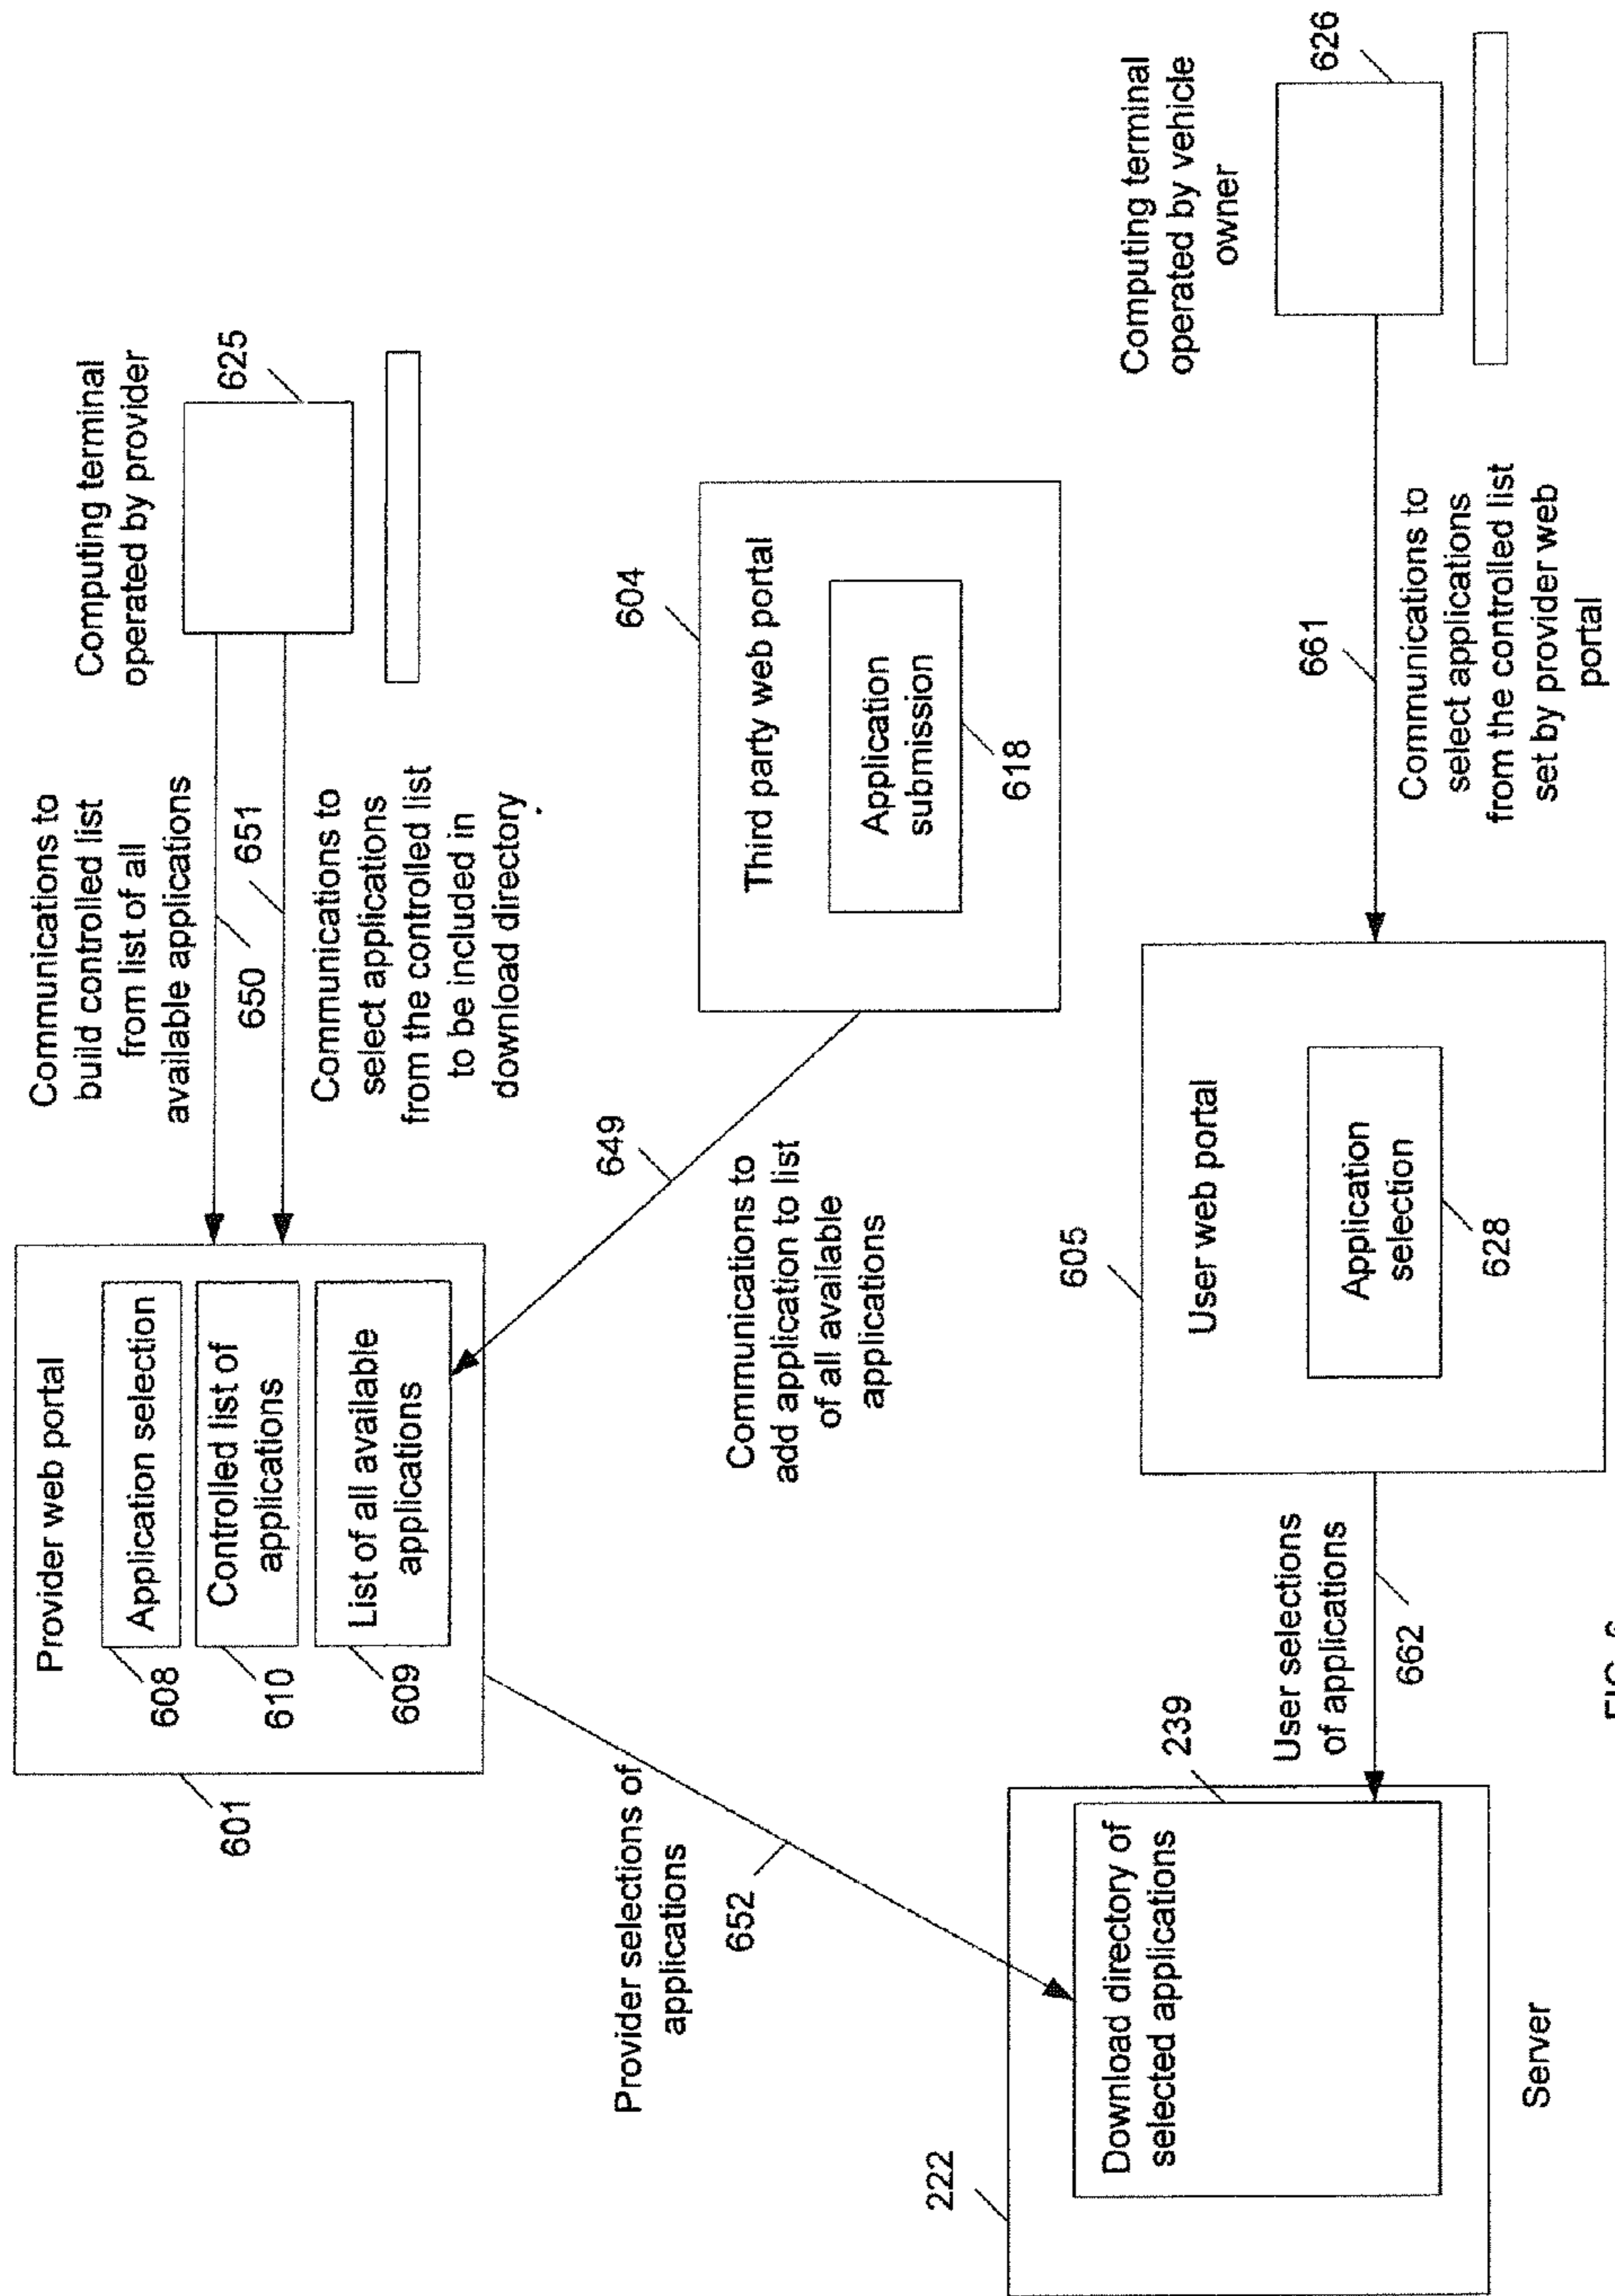 Computing terminal
operated by provider
625
Communications to
build controlled list
from list of all
available applications
650
651
Communications to
select applications
from the controlled list
to be included in
download directory
Provider web portal
Application selection
608
Controlled list of
applications
610
List of all available
applications
609
601
604
Third party web portal
Application
submission
618
649
Communications to
add application to list
of all available
applications
Provider selections of
applications
652
Computing terminal
operated by vehicle
owner
626
661
Communications to
select applications
from the controlled list
set by provider web
portal
605
User web portal
Application
selection
628
User selections
of applications
662
239
222
Download directory of
selected applications
Server